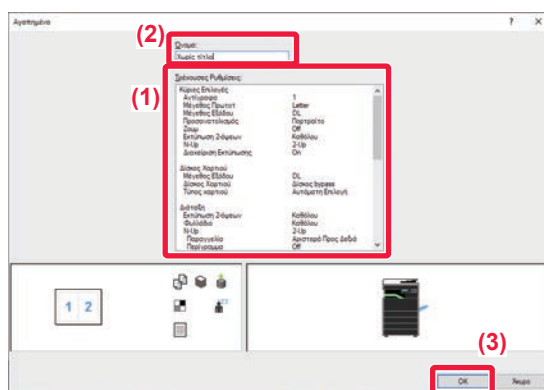 Αγαπημένα ? ×
(2)
Όνομα:
Χωρίς τίτλο
(1)
Τρέχουσες Ρυθμίσεις:
Κύριες Επιλογές
Αντίγραφα 1
Μέγεθος Πρωτοτ Letter
Μέγεθος Εξόδου DL
Προσανατολισμός Πορτραίτο
Ζουμ Off
Εκτύπωση 2-όψεων Καθόλου
N-Up 2-Up
Διαχείριση Εκτύπωσης On
Δίσκος Χαρτιού
Μέγεθος Εξόδου DL
Δίσκος Χαρτιού Δίσκος bypass
Τύπος χαρτιού Αυτόματη Επιλογή
Διάταξη
Εκτύπωση 2-όψεων Καθόλου
Φυλλάδιο Καθόλου
N-Up 2-Up
Παραγγελία Αριστερά Προς Δεξιά
Περίγραμμα Off
1 2
(3)
OK Άκυρο